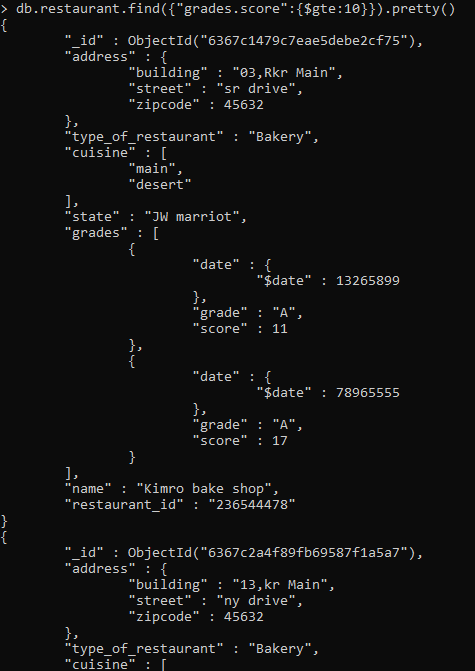 > db.restaurant.find({"grades.score":{$gte:10}}).pretty()
{
        "_id" : ObjectId("6367c1479c7eae5debe2cf75"),
        "address" : {
                "building" : "03,Rkr Main",
                "street" : "sr drive",
                "zipcode" : 45632
        },
        "type_of_restaurant" : "Bakery",
        "cuisine" : [
                "main",
                "desert"
        ],
        "state" : "JW marriot",
        "grades" : [
                {
                        "date" : {
                                "$date" : 13265899
                        },
                        "grade" : "A",
                        "score" : 11
                },
                {
                        "date" : {
                                "$date" : 78965555
                        },
                        "grade" : "A",
                        "score" : 17
                }
        ],
        "name" : "Kimro bake shop",
        "restaurant_id" : "236544478"
}
{
        "_id" : ObjectId("6367c2a4f89fb69587f1a5a7"),
        "address" : {
                "building" : "13,kr Main",
                "street" : "ny drive",
                "zipcode" : 45632
        },
        "type_of_restaurant" : "Bakery",
        "cuisine" : [